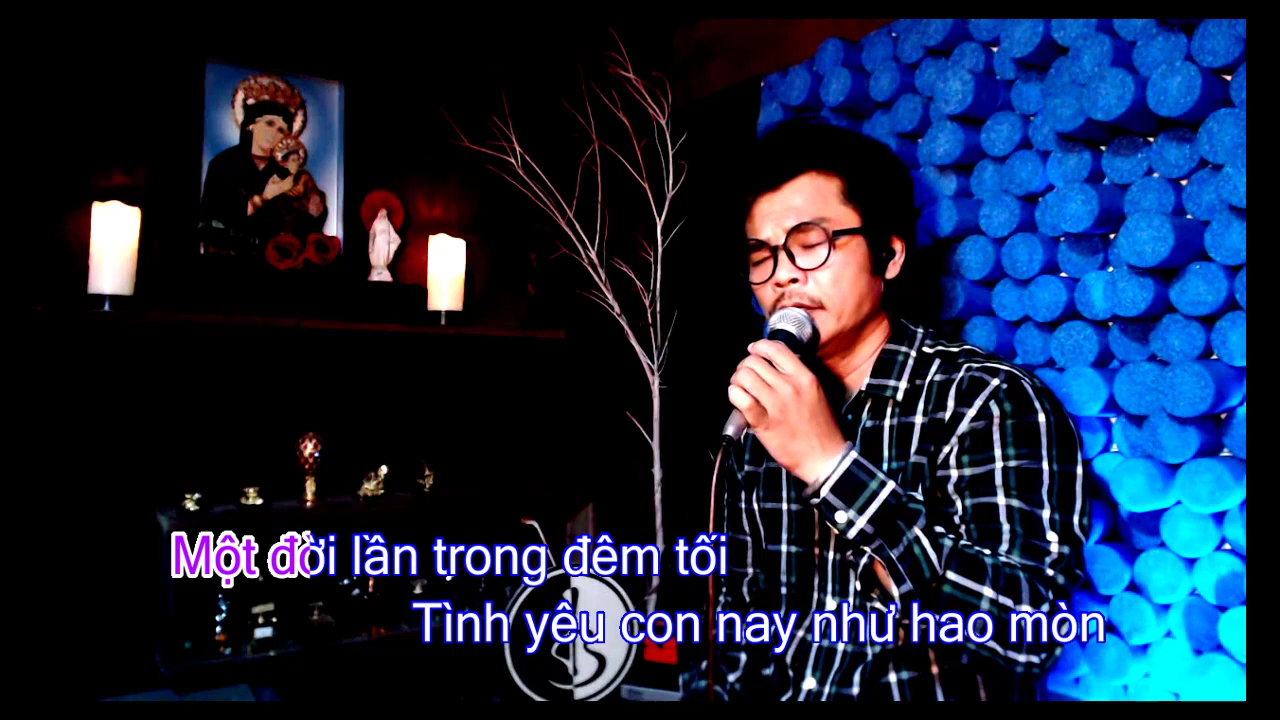 Một đời lần trong đêm tối
Tình yêu con nay như hao mòn